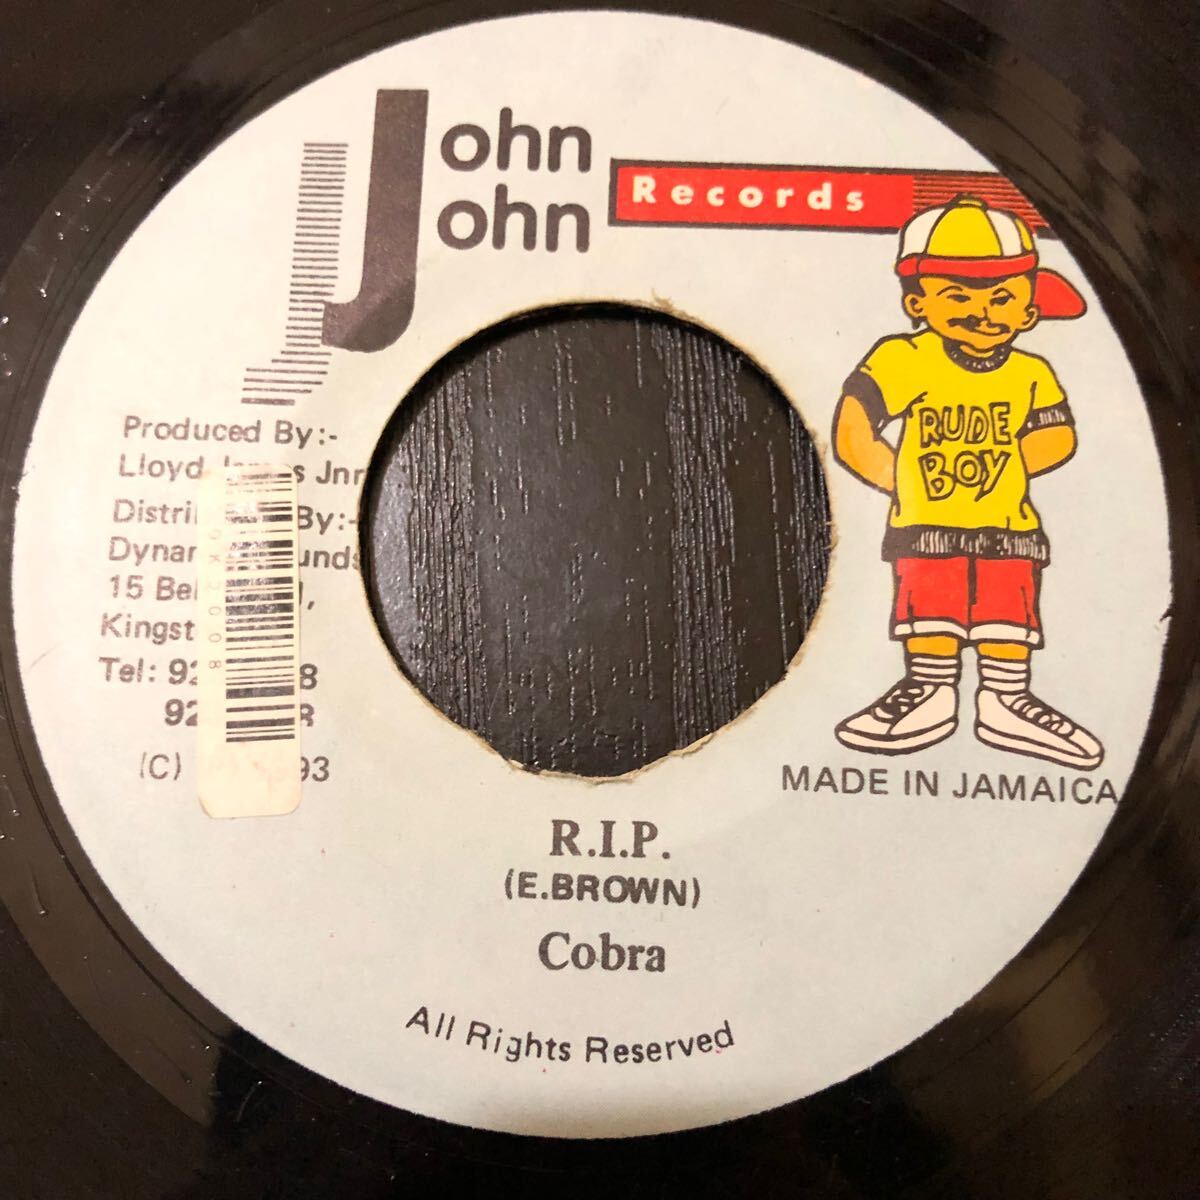 John
John
Records
RUDE
BOY
Produced By:-
Lloyd James Jnr
By:-
15
Tel:
(C)
MADE IN JAMAICA
R.I.P.
(E.BROWN)
Cobra
All Rights Reserved